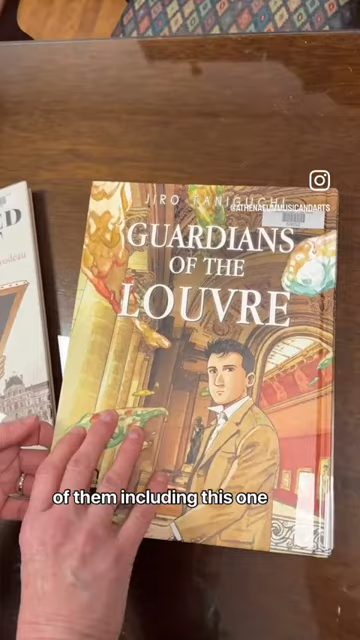 JIRO TANIGUCHI
@ATHENAEUMMUSICANDARTS
GUARDIANS
OF THE
LOUVRE
of them including this one